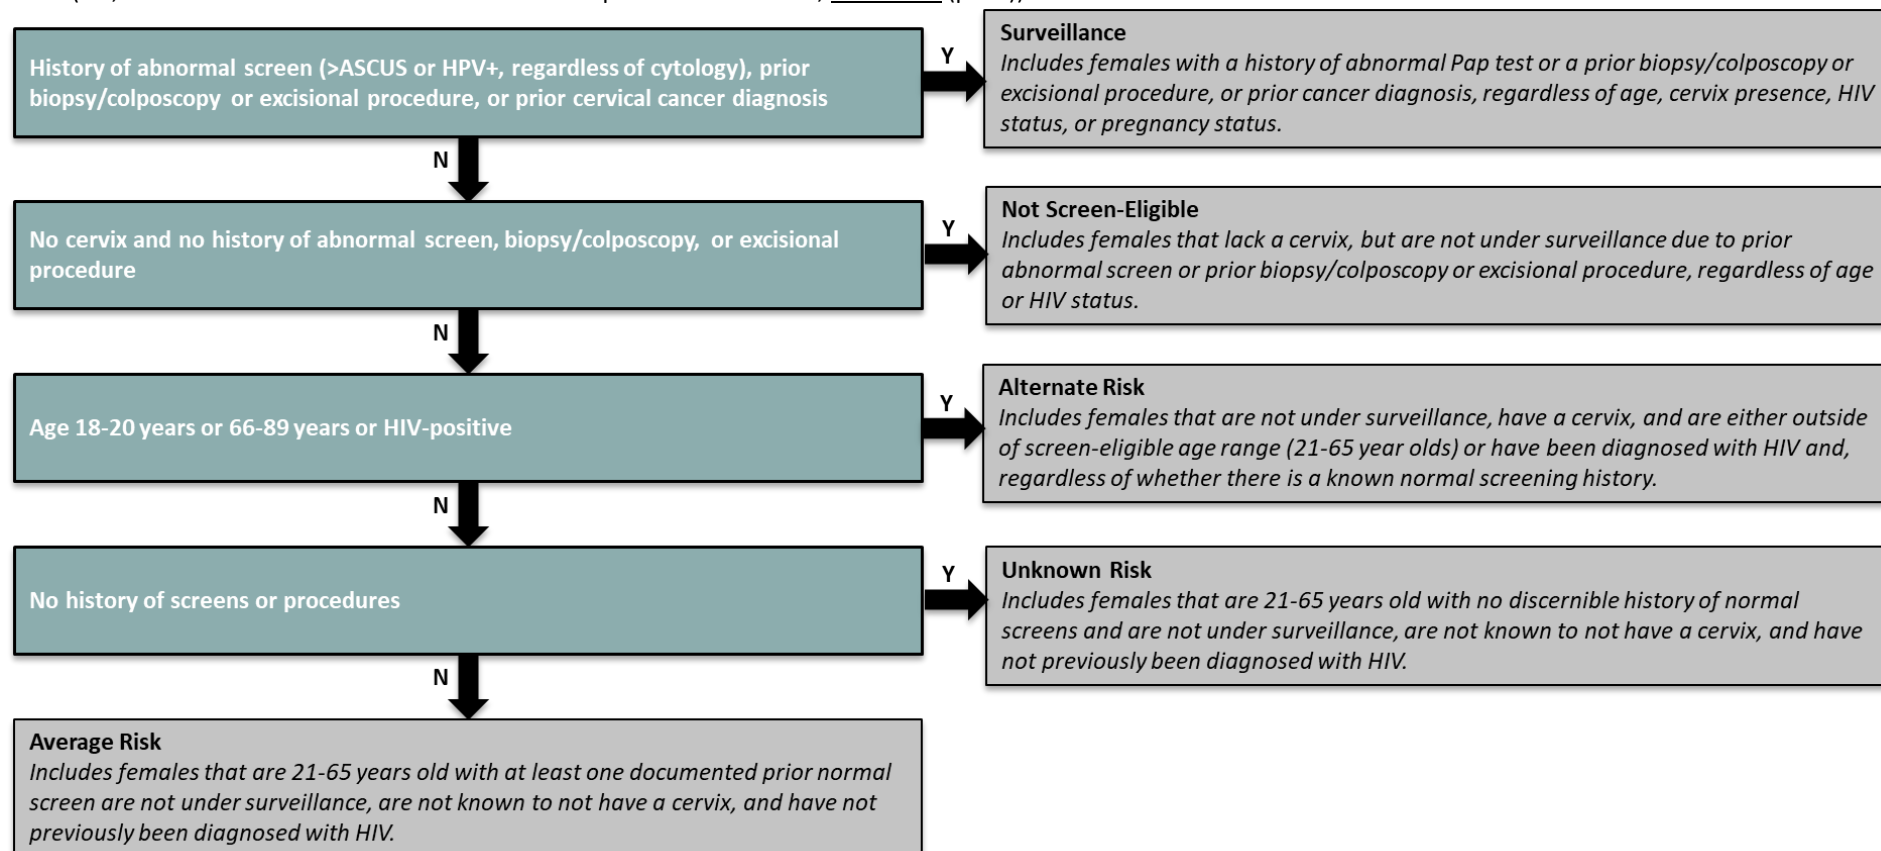 History of abnormal screen (>ASCUS or HPV+, regardless of cytology), prior
biopsy/colposcopy or excisional procedure, or prior cervical cancer diagnosis
Y
Surveillance
Includes females with a history of abnormal Pap test or a prior biopsy/colposcopy or
excisional procedure, or prior cancer diagnosis, regardless of age, cervix presence, HIV
status, or pregnancy status.
N
No cervix and no history of abnormal screen, biopsy/colposcopy, or excisional
procedure
Y
Not Screen-Eligible
Includes females that lack a cervix, but are not under surveillance due to prior
abnormal screen or prior biopsy/colposcopy or excisional procedure, regardless of age
or HIV status.
N
Age 18-20 years or 66-89 years or HIV-positive
Y
Alternate Risk
Includes females that are not under surveillance, have a cervix, and are either outside
of screen-eligible age range (21-65 year olds) or have been diagnosed with HIV and,
regardless of whether there is a known normal screening history.
N
No history of screens or procedures
Y
Unknown Risk
Includes females that are 21-65 years old with no discernible history of normal
screens and are not under surveillance, are not known to not have a cervix, and have
not previously been diagnosed with HIV.
N
Average Risk
Includes females that are 21-65 years old with at least one documented prior normal
screen are not under surveillance, are not known to not have a cervix, and have not
previously been diagnosed with HIV.